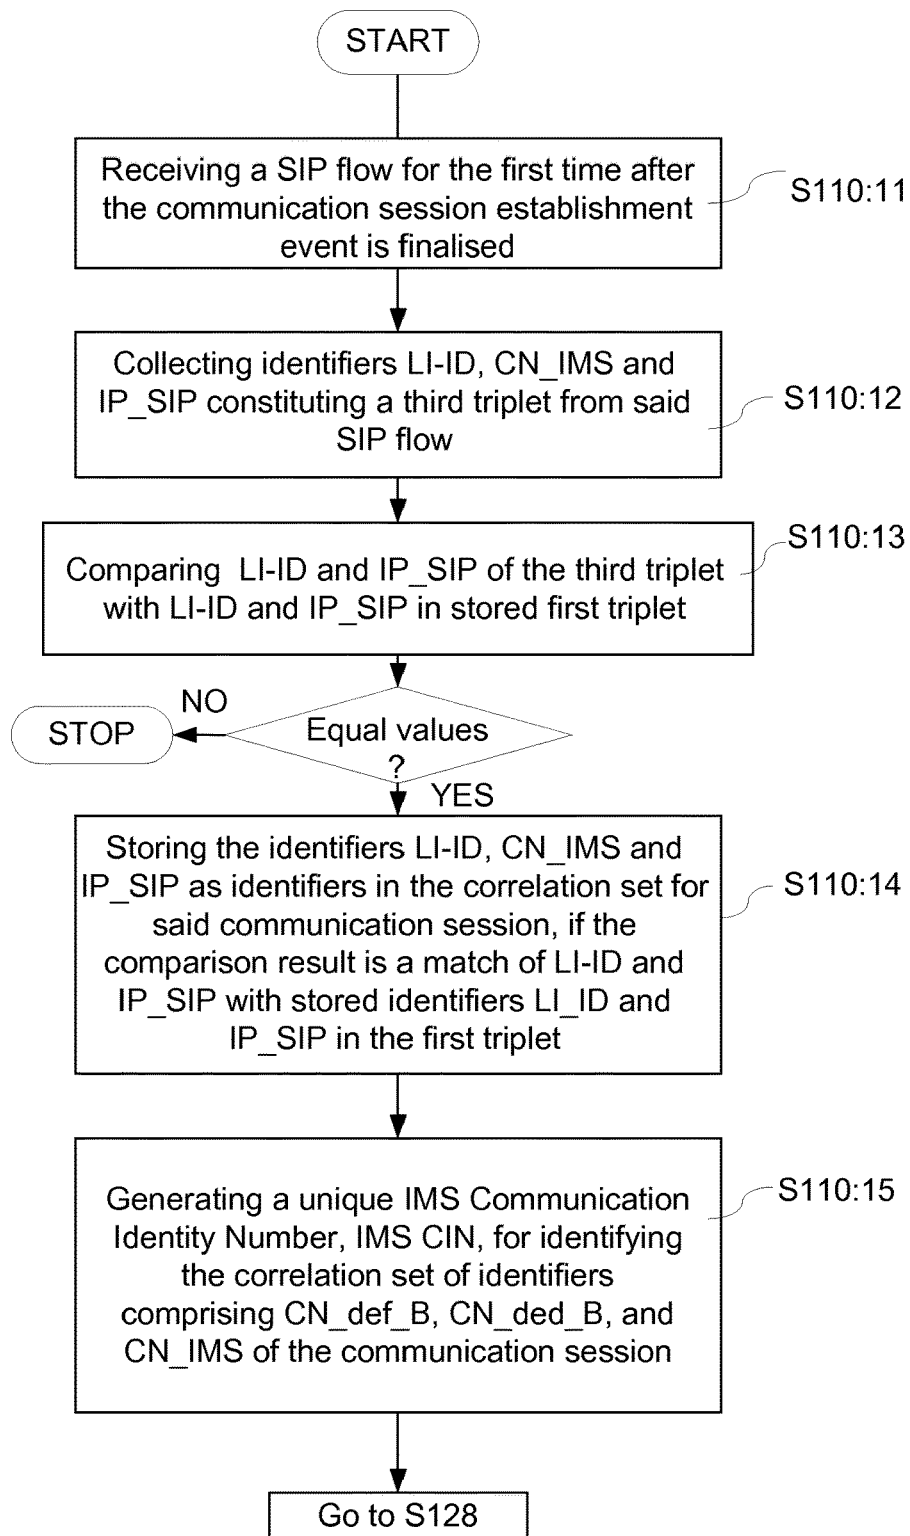 START
Receiving a SIP flow for the first time after
the communication session establishment
event is finalised
S110:11
Collecting identifiers LI-ID, CN_IMS and
IP_SIP constituting a third triplet from said
SIP flow
S110:12
Comparing LI-ID and IP_SIP of the third triplet
with LI-ID and IP_SIP in stored first triplet
S110:13
Equal values
?
NO
STOP
YES
Storing the identifiers LI-ID, CN_IMS and
IP_SIP as identifiers in the correlation set for
said communication session, if the
comparison result is a match of LI-ID and
IP_SIP with stored identifiers LI_ID and
IP_SIP in the first triplet
S110:14
Generating a unique IMS Communication
Identity Number, IMS CIN, for identifying
the correlation set of identifiers
comprising CN_def_B, CN_ded_B, and
CN_IMS of the communication session
S110:15
Go to S128